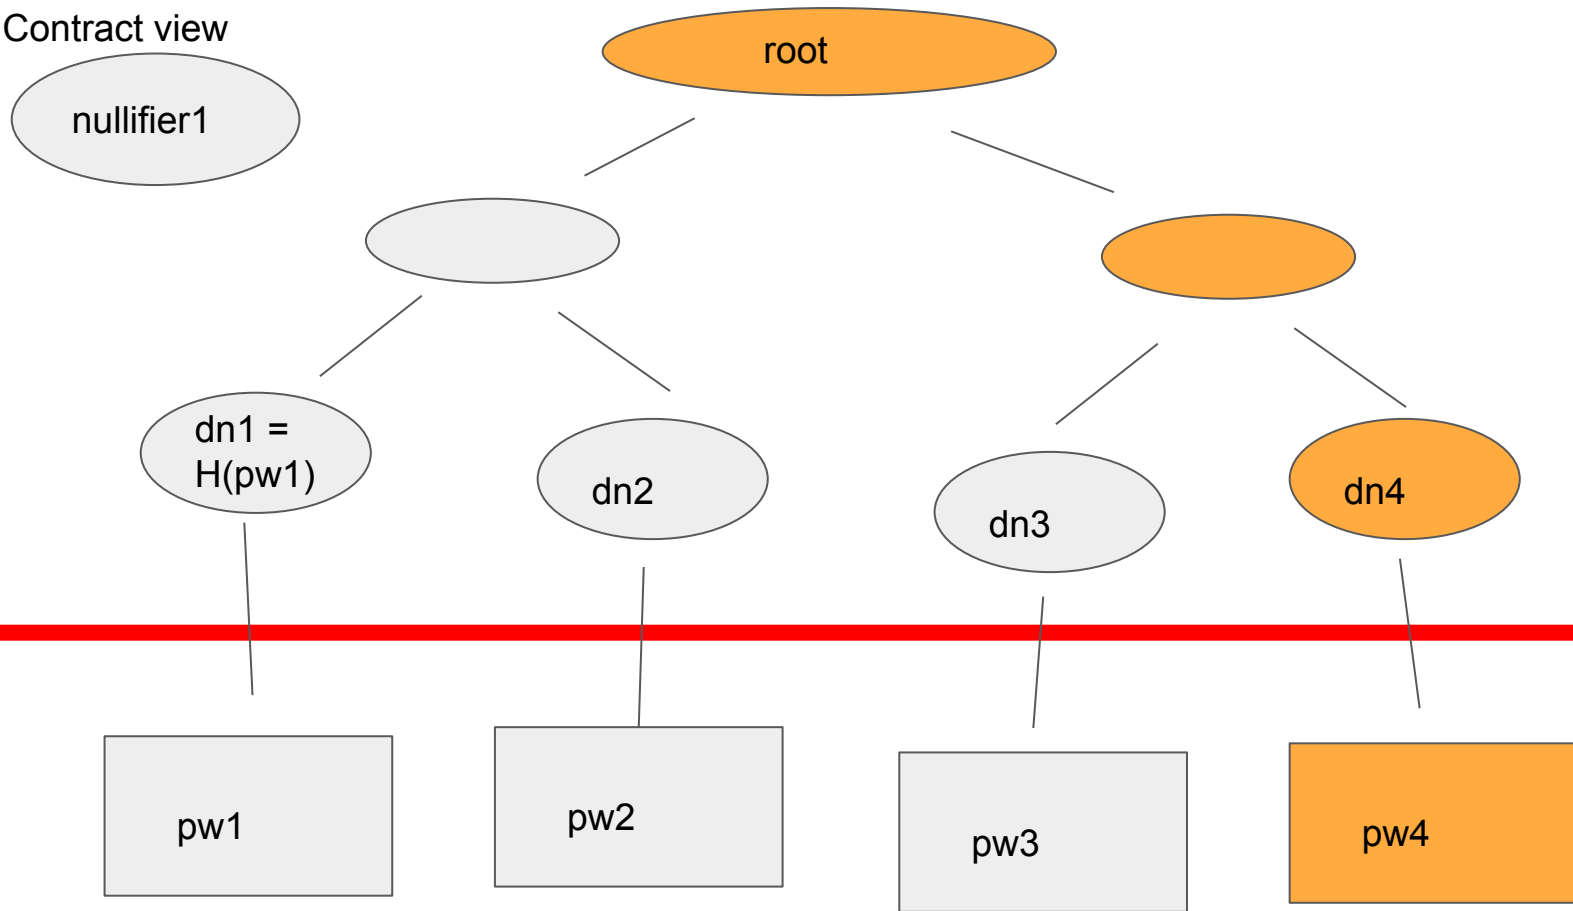 Contract view
root
nullifier1
dn1 =
H(pw1)
dn2
dn3
dn4
pw1
pw2
pw3
pw4